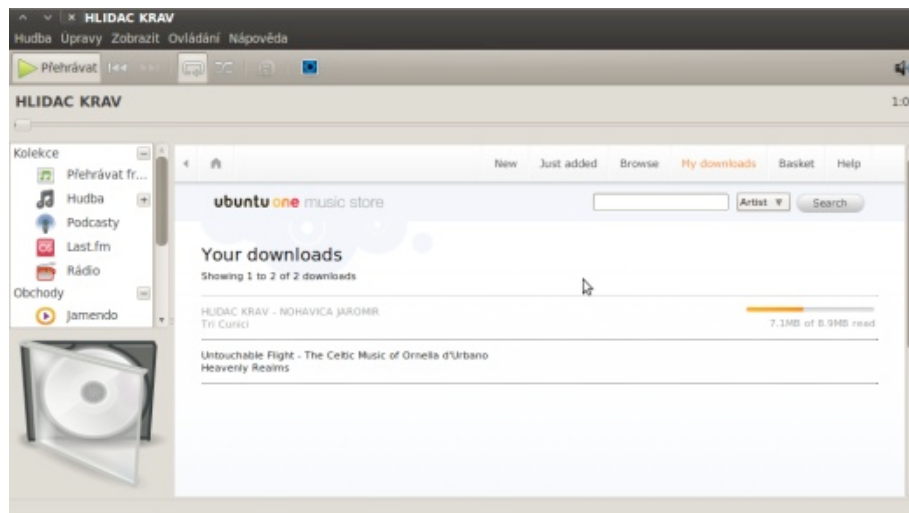 HLIDAC KRAV
Hudba Úpravy Zobrazit Ovládání Nápověda
Přehrávat
HLIDAC KRAV 1:0
Kolekce
Přehrávat fr...
Hudba
Podcasty
Last.fm
Rádio
Obchody
Jamendo
New Just added Browse My downloads Basket Help
ubuntu one music store Artist Search
Your downloads
Showing 1 to 2 of 2 downloads
HLIDAC KRAV - NOHAVICA JAROMIR
Tri Cunici
7.1MB of 8.9MB read
Untouchable Flight - The Celtic Music of Ornella d'Urbano
Heavenly Realms